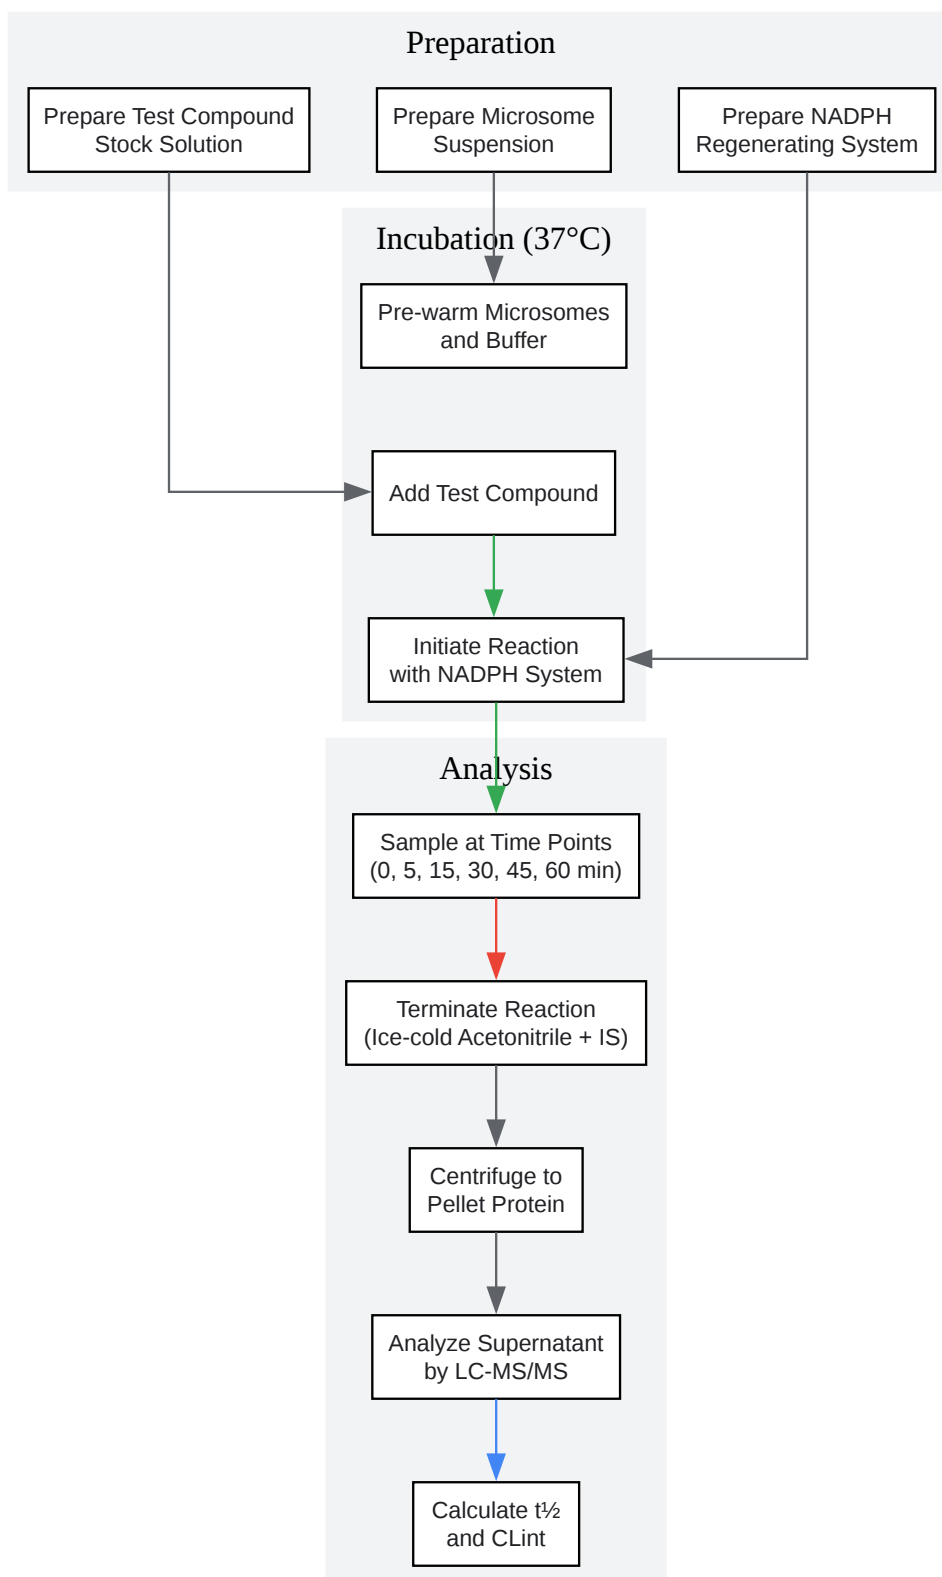 Preparation
Prepare Test Compound
Stock Solution
Prepare Microsome
Suspension
Prepare NADPH
Regenerating System
Incubation (37°C)
Pre-warm Microsomes
and Buffer
Add Test Compound
Initiate Reaction
with NADPH System
Analysis
Sample at Time Points
(0, 5, 15, 30, 45, 60 min)
Terminate Reaction
(Ice-cold Acetonitrile + IS)
Centrifuge to
Pellet Protein
Analyze Supernatant
by LC-MS/MS
Calculate t½
and CLint